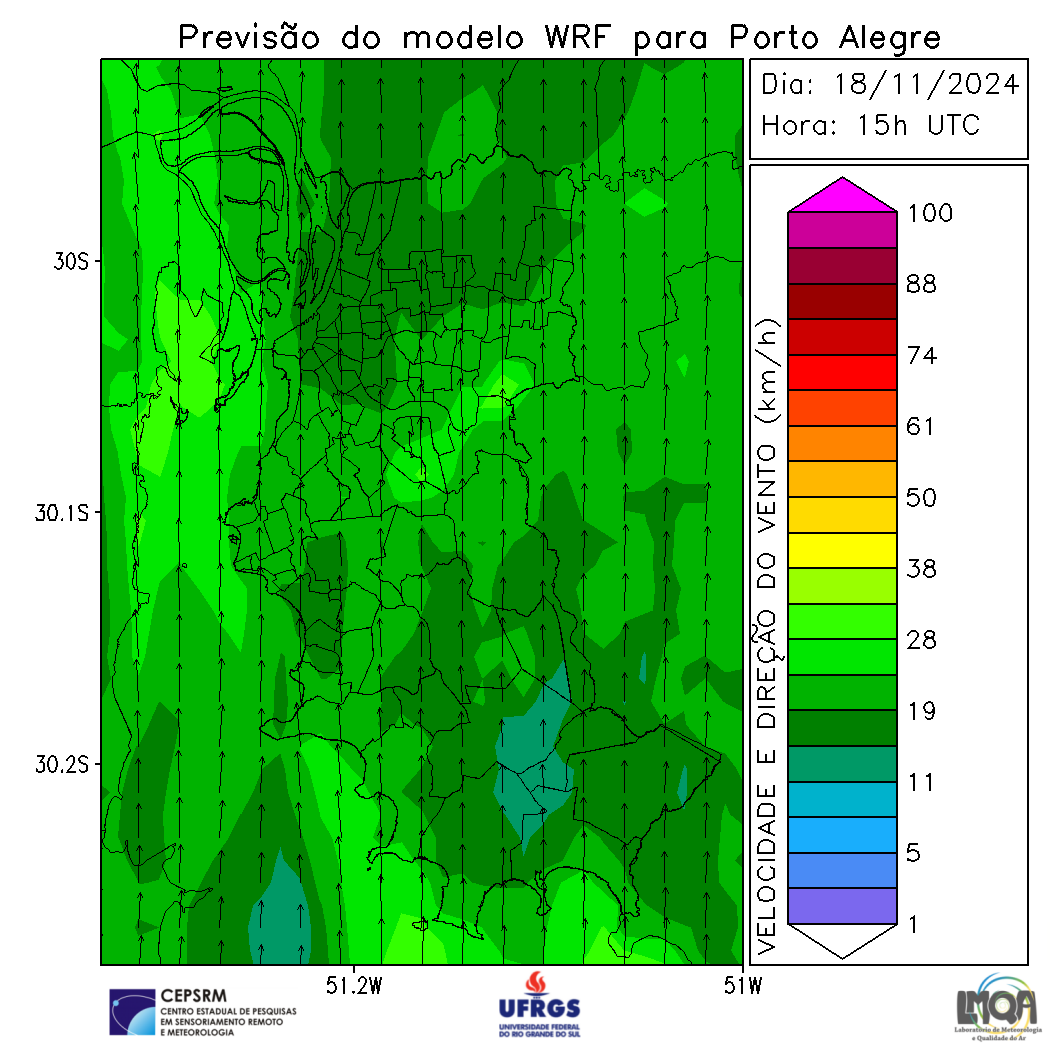 Previsão do modelo WRF para Porto Alegre
Dia: 18/11/2024
Hora: 15h UTC
30S
30.1S
30.2S
51.2W
51W
VELOCIDADE E DIREÇÃO DO VENTO (km/h)
100
88
74
61
50
38
28
19
11
5
1
CEPSRM
CENTRO ESTADUAL DE PESQUISAS
EM SENSORIAMENTO REMOTO
E METEOROLOGIA
UFRGS
UNIVERSIDADE FEDERAL
DO RIO GRANDE DO SUL
LMQA
Laboratório de Meteorologia
e Qualidade do Ar